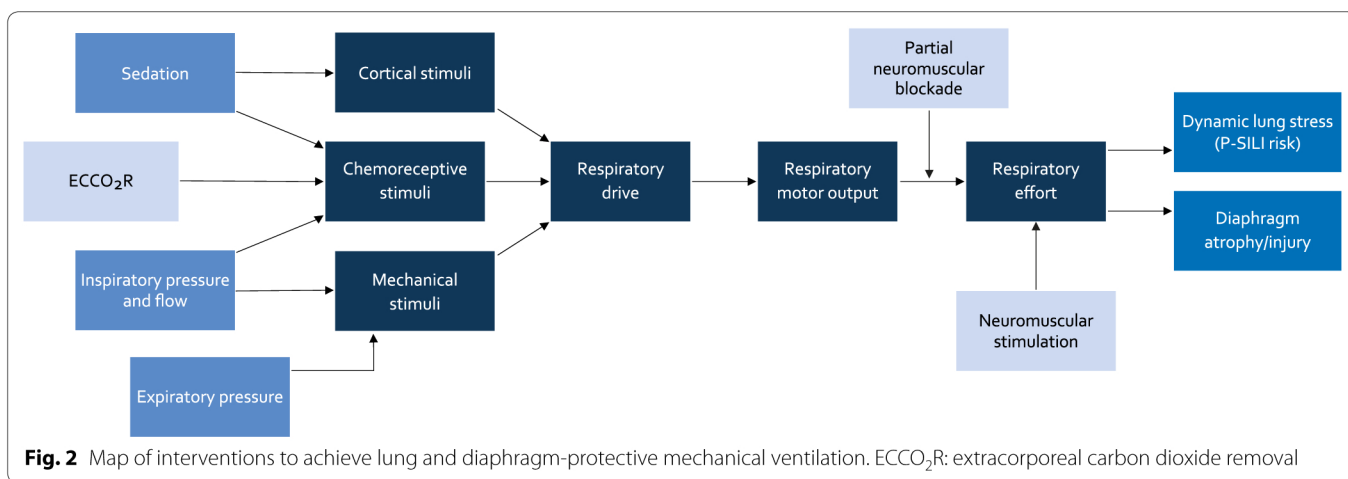 Sedation
Cortical stimuli
Partial
neuromuscular
blockade
Dynamic lung stress
(P-SILI risk)
ECCO₂R
Chemoreceptive
stimuli
Respiratory
drive
Respiratory
motor output
Respiratory
effort
Diaphragm
atrophy/injury
Inspiratory pressure
and flow
Mechanical
stimuli
Neuromuscular
stimulation
Expiratory pressure
Fig. 2 Map of interventions to achieve lung and diaphragm-protective mechanical ventilation. ECCO₂R: extracorporeal carbon dioxide removal